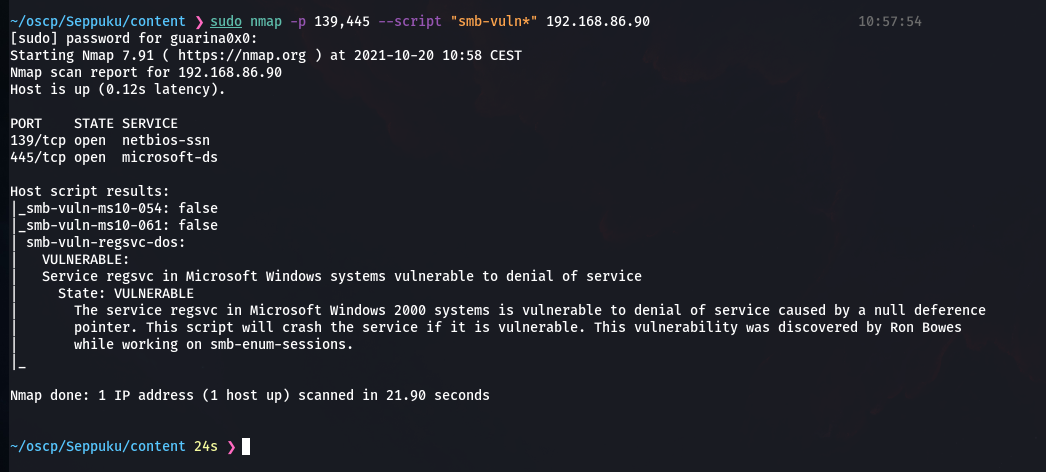 ~/oscp/Seppuku/content ❯ sudo nmap -p 139,445 --script "smb-vuln*" 192.168.86.90 10:57:54
[sudo] password for guarina0x0:
Starting Nmap 7.91 ( https://nmap.org ) at 2021-10-20 10:58 CEST
Nmap scan report for 192.168.86.90
Host is up (0.12s latency).
PORT    STATE SERVICE
139/tcp open  netbios-ssn
445/tcp open  microsoft-ds
Host script results:
|_smb-vuln-ms10-054: false
|_smb-vuln-ms10-061: false
| smb-vuln-regsvc-dos:
|   VULNERABLE:
|   Service regsvc in Microsoft Windows systems vulnerable to denial of service
|     State: VULNERABLE
|       The service regsvc in Microsoft Windows 2000 systems is vulnerable to denial of service caused by a null deference
|       pointer. This script will crash the service if it is vulnerable. This vulnerability was discovered by Ron Bowes
|       while working on smb-enum-sessions.
|_
Nmap done: 1 IP address (1 host up) scanned in 21.90 seconds
~/oscp/Seppuku/content 24s ❯